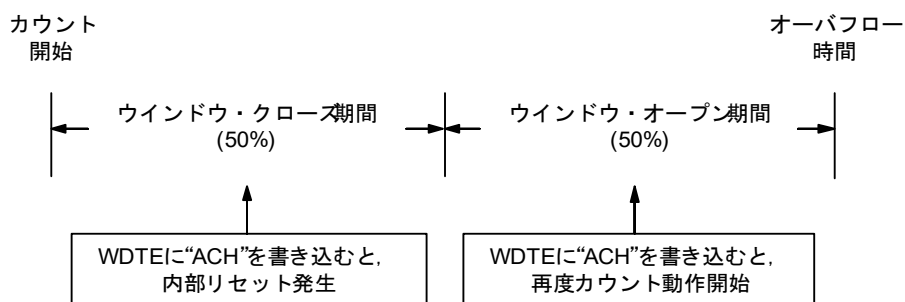 カウント
開始
オーバフロー
時間
ウインドウ・クローズ期間
(50%)
ウインドウ・オープン期間
(50%)
WDTEに“ACH”を書き込むと,
内部リセット発生
WDTEに“ACH”を書き込むと,
再度カウント動作開始